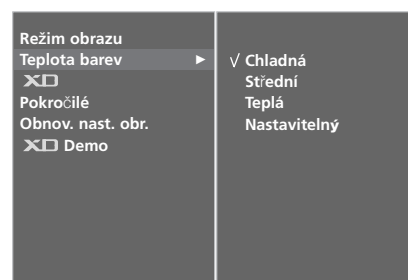 Režim obrazu
Teplota barev ►
XD
Pokročilé
Obnov. nast. obr.
XD Demo
√ Chladná
Střední
Teplá
Nastavitelný